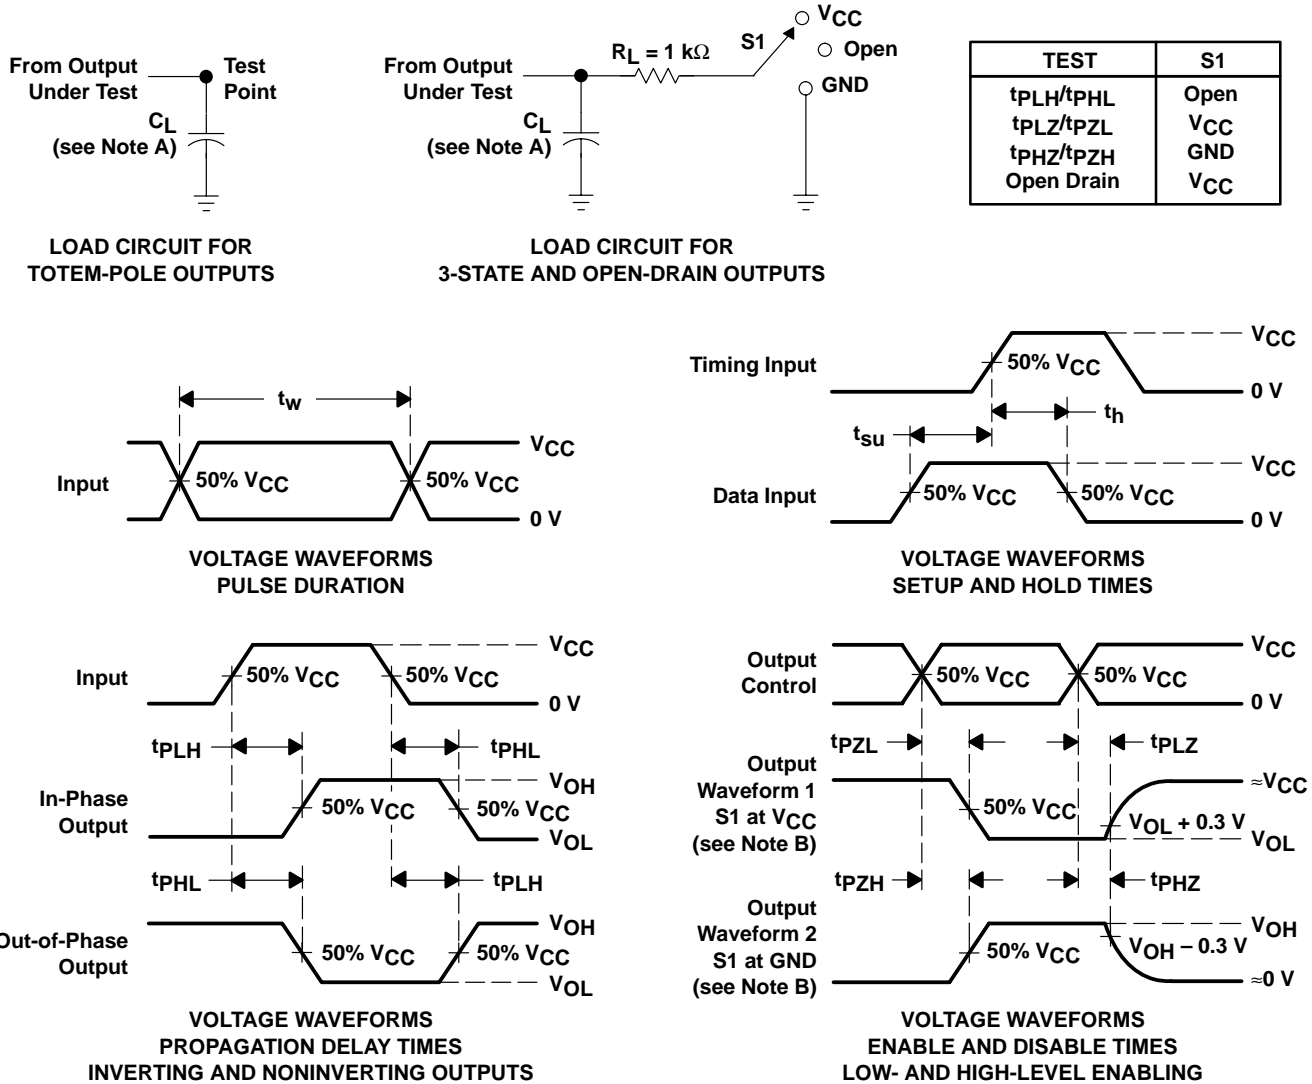 From Output
Under Test
Test
Point
CL
(see Note A)
LOAD CIRCUIT FOR
TOTEM-POLE OUTPUTS
From Output
Under Test
RL = 1 kΩ
S1
VCC
Open
GND
CL
(see Note A)
LOAD CIRCUIT FOR
3-STATE AND OPEN-DRAIN OUTPUTS
TEST S1
tPLH/tPHL Open
tPLZ/tPZL VCC
tPHZ/tPZH GND
Open Drain VCC
tw
Input
50% VCC
50% VCC
VCC
0 V
VOLTAGE WAVEFORMS
PULSE DURATION
Timing Input
50% VCC
VCC
0 V
th
tsu
Data Input
50% VCC
50% VCC
VCC
0 V
VOLTAGE WAVEFORMS
SETUP AND HOLD TIMES
Input
50% VCC
50% VCC
VCC
0 V
tPLH
tPHL
In-Phase
Output
50% VCC
50% VCC
VOH
VOL
tPHL
tPLH
Out-of-Phase
Output
50% VCC
50% VCC
VOH
VOL
VOLTAGE WAVEFORMS
PROPAGATION DELAY TIMES
INVERTING AND NONINVERTING OUTPUTS
Output
Control
50% VCC
50% VCC
VCC
0 V
tPZL
tPLZ
Output
Waveform 1
S1 at VCC
(see Note B)
50% VCC
VOL + 0.3 V
≈VCC
VOL
tPZH
tPHZ
Output
Waveform 2
S1 at GND
(see Note B)
50% VCC
VOH – 0.3 V
VOH
≈0 V
VOLTAGE WAVEFORMS
ENABLE AND DISABLE TIMES
LOW- AND HIGH-LEVEL ENABLING